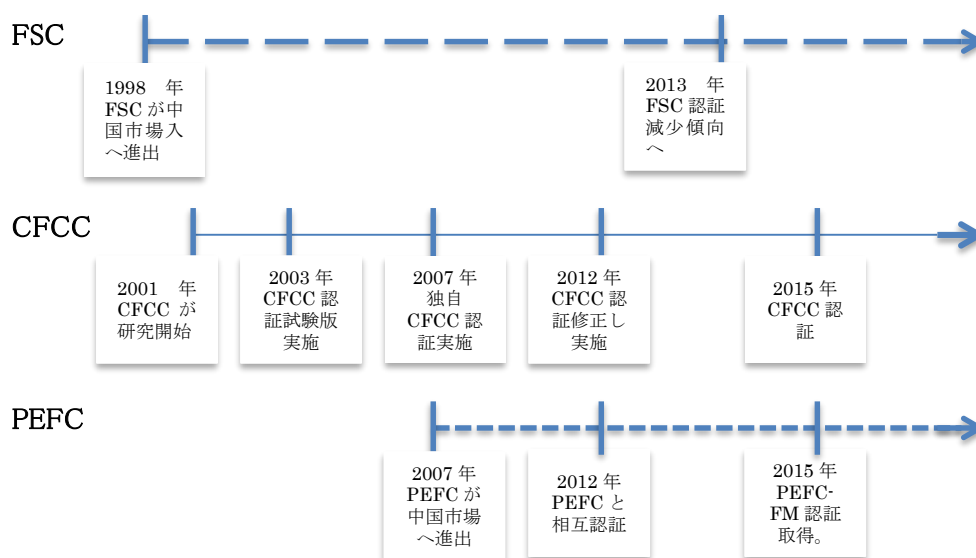 FSC
1998 年
FSC が中
国市場入
へ進出
2013 年
FSC 認証
減少傾向
へ
CFCC
2001 年
CFCC が
研究開始
2003 年
CFCC 認
証試験版
実施
2007 年
独自
CFCC 認
証実施
2012 年
CFCC 認
証修正し
実施
2015 年
CFCC 認
証
PEFC
2007 年
PEFC が
中国市場
へ進出
2012 年
PEFC と
相互認証
2015 年
PEFC-
FM 認証
取得。